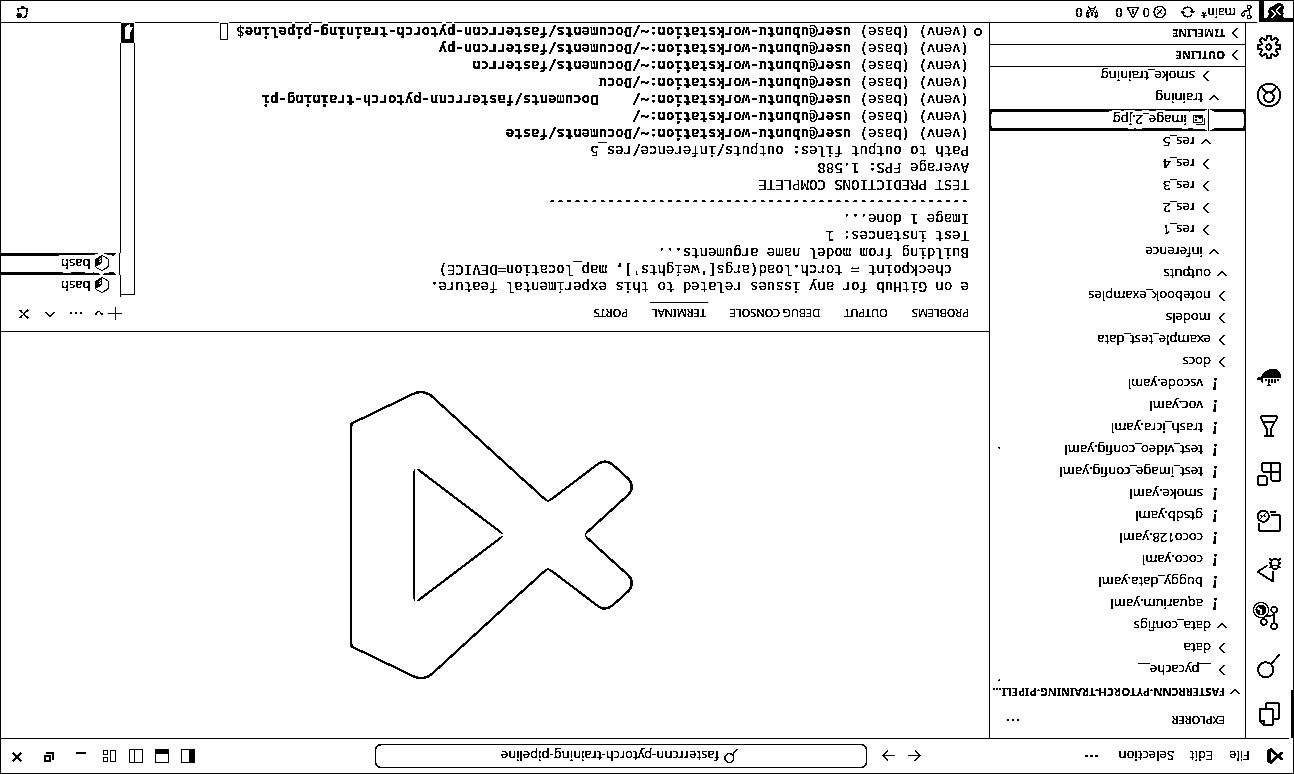 File Edit Selection ...
fasterrcnn-pytorch-training-pipeline
EXPLORER
FASTERRCNN-PYTORCH-TRAINING-PIPELI...
__pycache__
data
data_configs
aquarium.yaml
buggy_data.yaml
coco.yaml
coco128.yaml
gtsdb.yaml
smoke.yaml
test_image_config.yaml
test_video_config.yaml
trash_icra.yaml
voc.yaml
vscode.yaml
docs
example_test_data
models
notebook_examples
outputs
inference
res_1
res_2
res_3
res_4
res_5
image_2.jpg
training
smoke_training
OUTLINE
TIMELINE
PROBLEMS OUTPUT DEBUG CONSOLE TERMINAL PORTS
e on GitHub for any issues related to this experimental feature.
checkpoint = torch.load(args['weights'], map_location=DEVICE)
Building from model name arguments...
Test instances: 1
Image 1 done...
--------------------------------------------------
TEST PREDICTIONS COMPLETE
Average FPS: 1.588
Path to output files: outputs/inference/res_5
(venv) (base) user@ubuntu-workstation:~/Documents/faste
(venv) (base) user@ubuntu-workstation:~/
(venv) (base) user@ubuntu-workstation:~/ Documents/fasterrcnn-pytorch-training-pi
(venv) (base) user@ubuntu-workstation:~/Docu
(venv) (base) user@ubuntu-workstation:~/Documents/fasterrcn
(venv) (base) user@ubuntu-workstation:~/Documents/fasterrcnn-py
(venv) (base) user@ubuntu-workstation:~/Documents/fasterrcnn-pytorch-training-pipeline$
bash
bash
main* 0 0 0